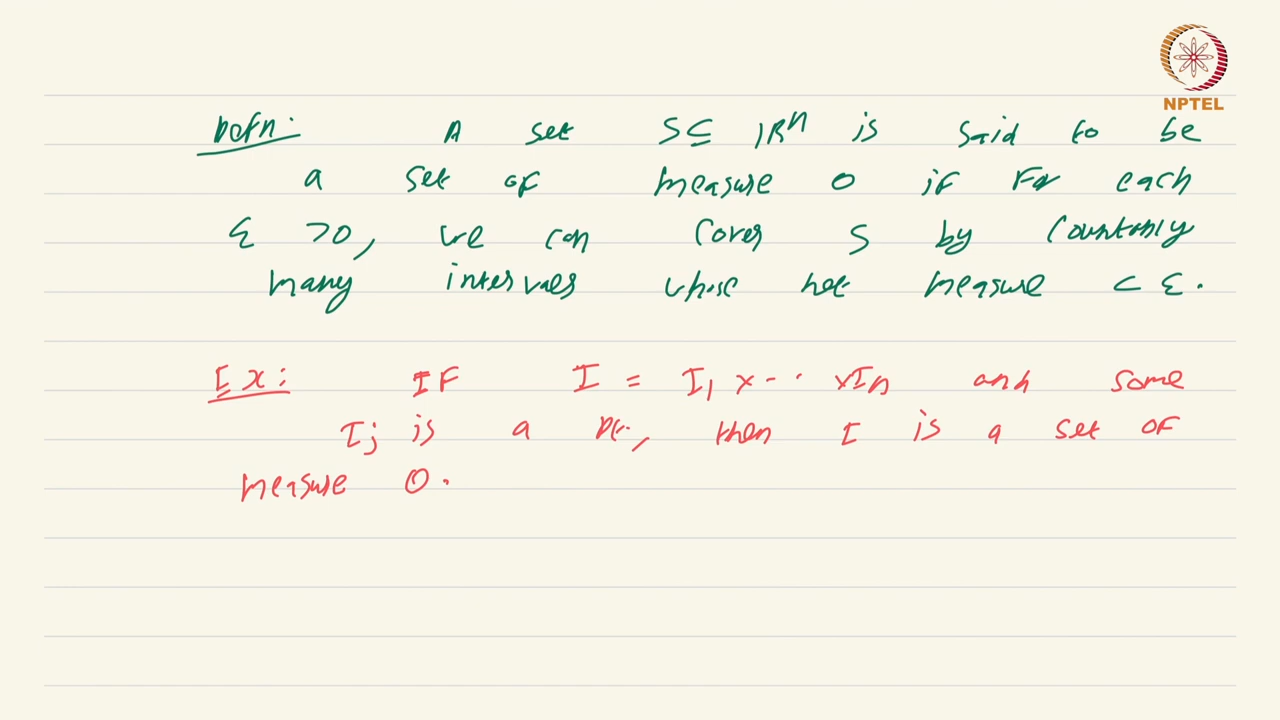 NPTEL
Defn: A set S ⊆ ℝⁿ is said to be
a set of measure 0 if for each
ε >0, we can cover S by countably
many intervals whose net measure < ε.
Ex: IF I = I₁ x--· xIn and some
Ij is a pt, then I is a set of
measure 0.